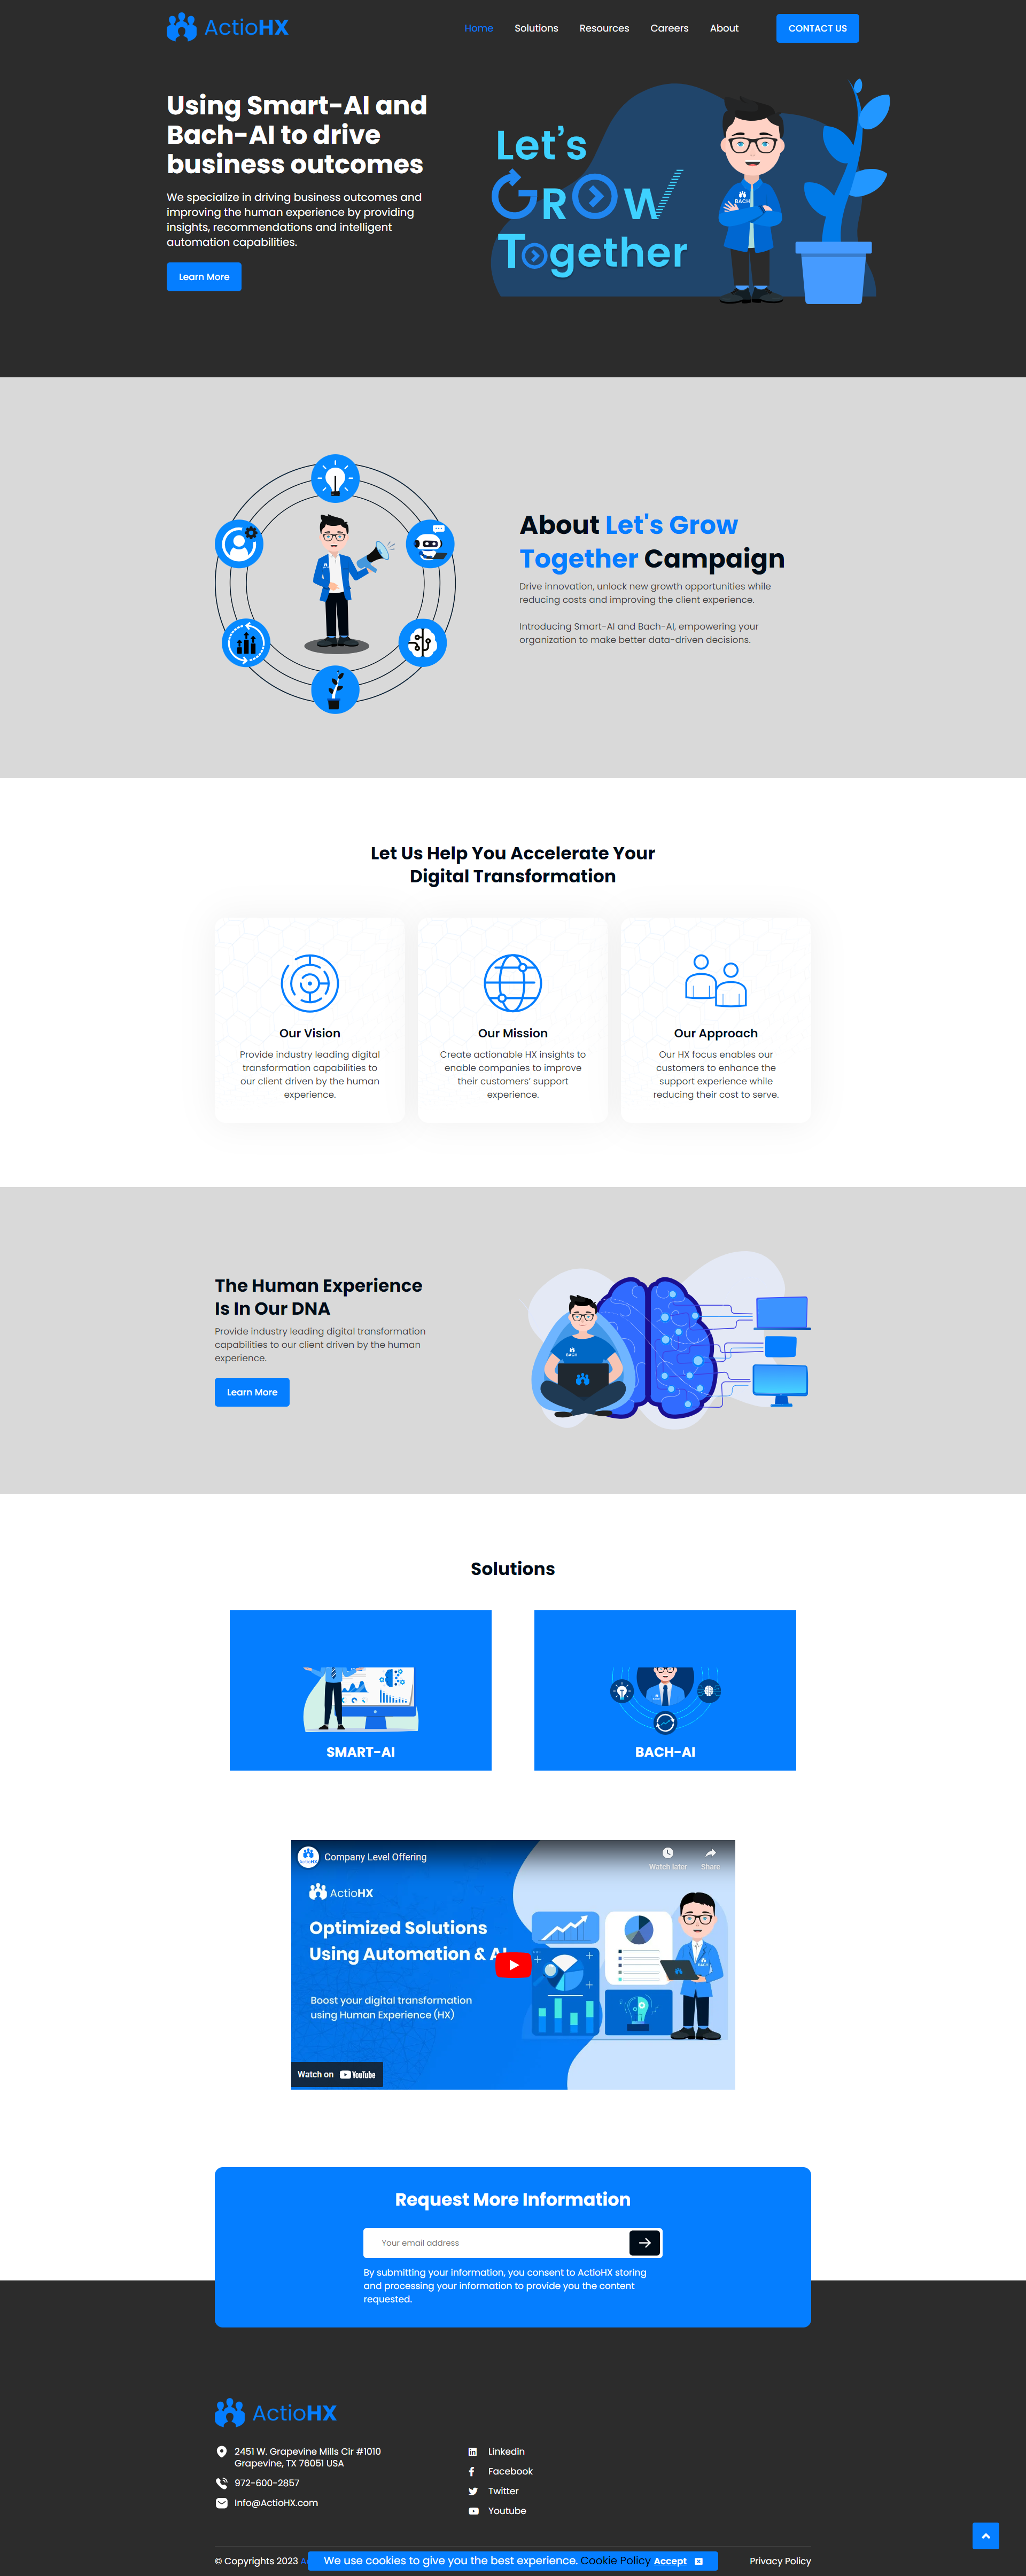 ActioHX
Home Solutions Resources Careers About CONTACT US
Using Smart-AI and
Bach-AI to drive
business outcomes
We specialize in driving business outcomes and
improving the human experience by providing
insights, recommendations and intelligent
automation capabilities.
Learn More
Let's
GROW
Together
BACH
About Let's Grow
Together Campaign
Drive innovation, unlock new growth opportunities while
reducing costs and improving the client experience.
Introducing Smart-AI and Bach-AI, empowering your
organization to make better data-driven decisions.
Let Us Help You Accelerate Your
Digital Transformation
Our Vision
Provide industry leading digital
transformation capabilities to
our client driven by the human
experience.
Our Mission
Create actionable HX insights to
enable companies to improve
their customers' support
experience.
Our Approach
Our HX focus enables our
customers to enhance the
support experience while
reducing their cost to serve.
The Human Experience
Is In Our DNA
Provide industry leading digital transformation
capabilities to our client driven by the human
experience.
Learn More
BACH
Solutions
SMART-AI
BACH-AI
Company Level Offering
Watch later
Share
ActioHX
Optimized Solutions
Using Automation & AI
Boost your digital transformation
using Human Experience (HX)
BACH
Watch on YouTube
Request More Information
Your email address
By submitting your information, you consent to ActioHX storing
and processing your information to provide you the content
requested.
ActioHX
2451 W. Grapevine Mills Cir #1010
Grapevine, TX 76051 USA
972-600-2857
Info@ActioHX.com
Linkedin
Facebook
Twitter
Youtube
© Copyrights 2023
We use cookies to give you the best experience. Cookie Policy Accept
Privacy Policy